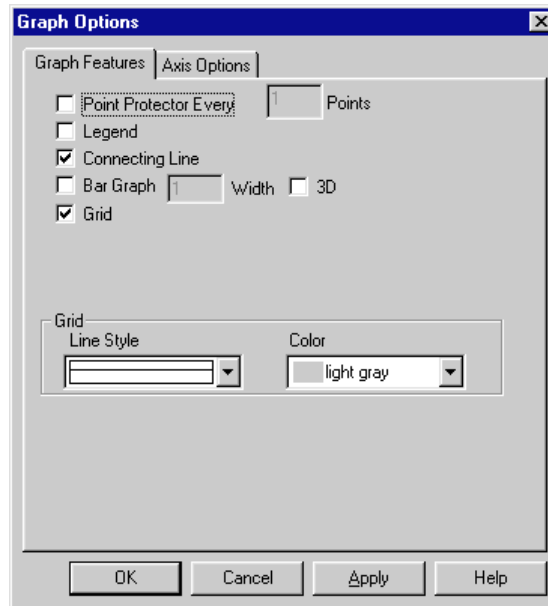 Graph Options
Graph Features Axis Options
Point Protector Every 1 Points
Legend
Connecting Line
Bar Graph 1 Width 3D
Grid
Grid
Line Style Color
light gray
OK Cancel Apply Help